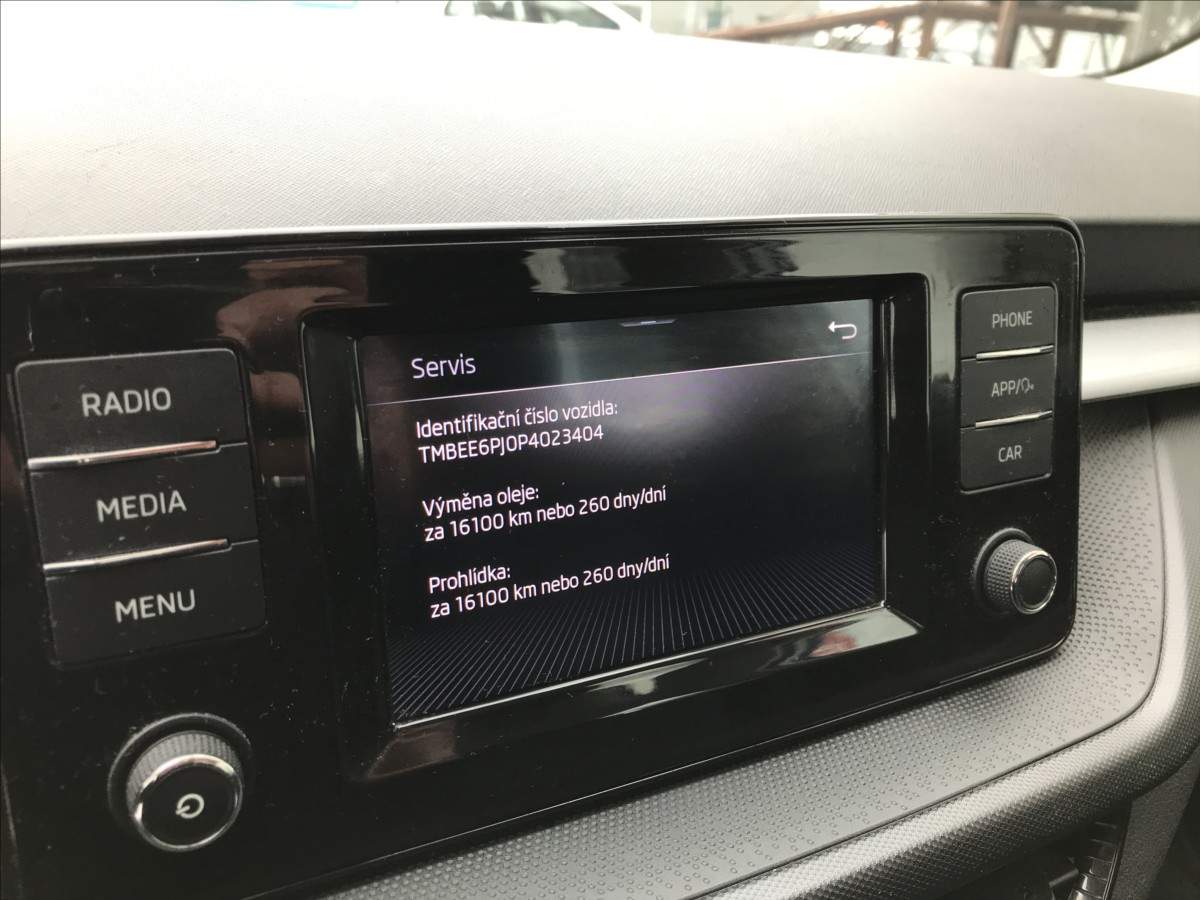 RADIO
MEDIA
MENU
Servis
Identifikační číslo vozidla:
TMBEE6PJ0P4023404
Výměna oleje:
za 16100 km nebo 260 dny/dní
Prohlídka:
za 16100 km nebo 260 dny/dní
PHONE
APP/
CAR